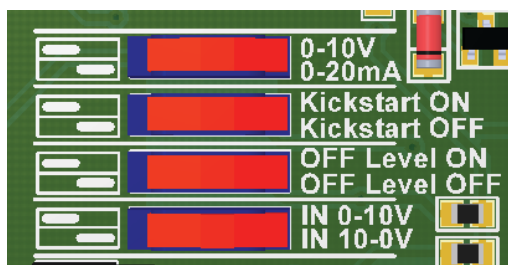 0-10V
0-20mA
Kickstart ON
Kickstart OFF
OFF Level ON
OFF Level OFF
IN 0-10V
IN 10-0V